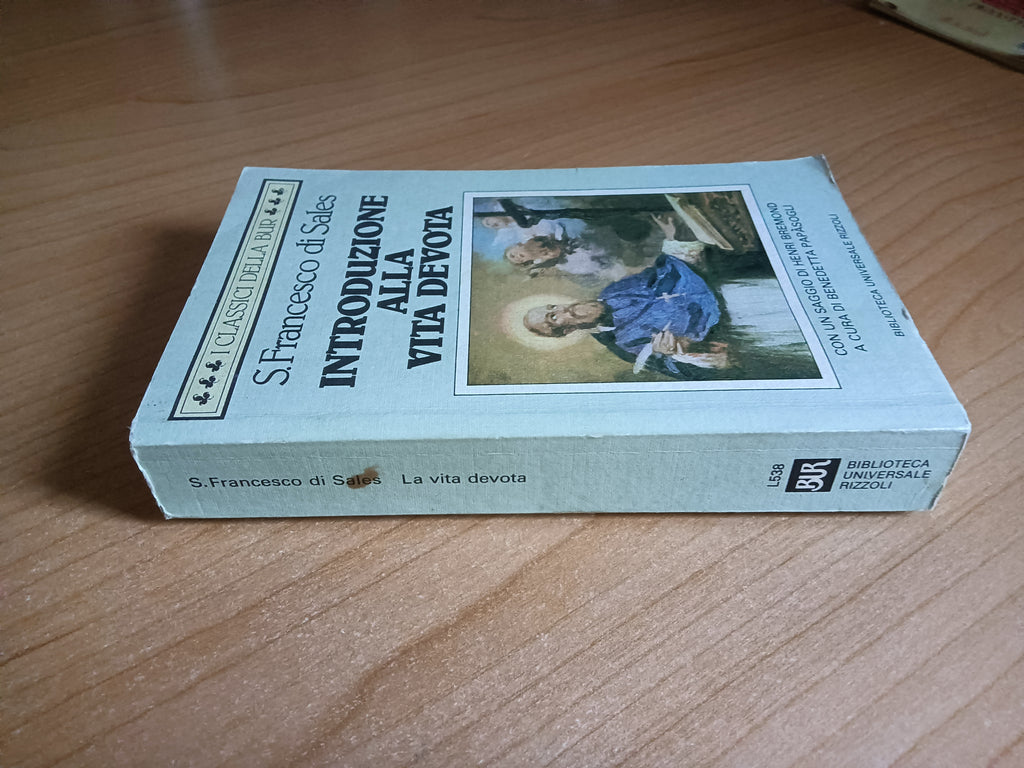 I CLASSICI DELLA BUR
S. Francesco di Sales
INTRODUZIONE
ALLA
VITA DEVOTA
CON UN SAGGIO DI HENRI BREMOND
A CURA DI BENEDETTA PAPÀSOGLI
BIBLIOTECA UNIVERSALE RIZZOLI
S. Francesco di Sales La vita devota
L538
BUR
BIBLIOTECA
UNIVERSALE
RIZZOLI